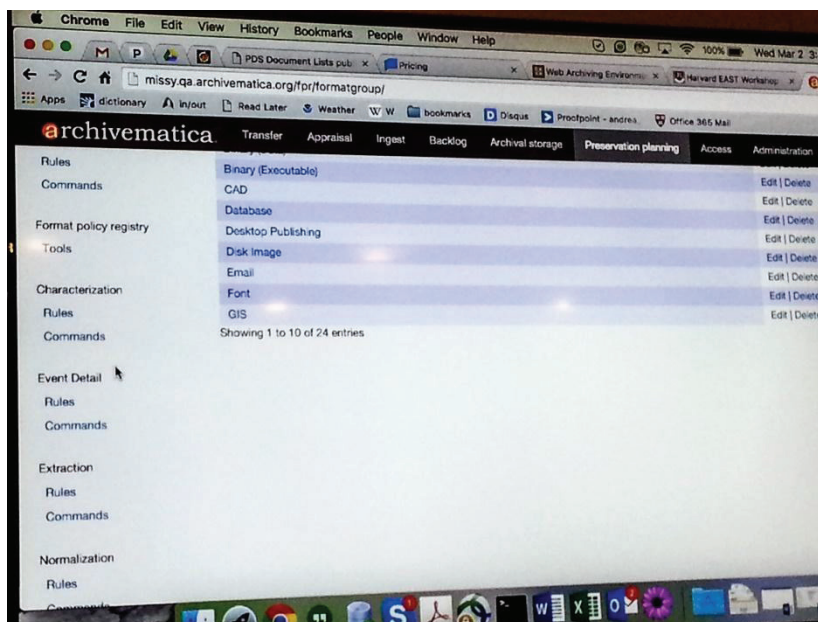 Chrome File Edit View History Bookmarks People Window Help 100% Wed Mar 2
PDS Document Lists pub × Pricing × Web Archiving Environm × Harvard EAST Workshop ×
missy.qa.archivematica.org/fpr/formatgroup/
Apps dictionary in/out Read Later Weather W W bookmarks Disqus Proofpoint - andrea Office 365 Mail
archivematica Transfer Appraisal Ingest Backlog Archival storage Preservation planning Access Administration
Rules
Commands
Format policy registry
Tools
Characterization
Rules
Commands
Event Detail
Rules
Commands
Extraction
Rules
Commands
Normalization
Rules
Commands
Binary (Executable) Edit | Delete
CAD Edit | Delete
Database Edit | Delete
Desktop Publishing Edit | Delete
Disk Image Edit | Delete
Email Edit | Delete
Font Edit | Delete
GIS Edit | Delete
Showing 1 to 10 of 24 entries